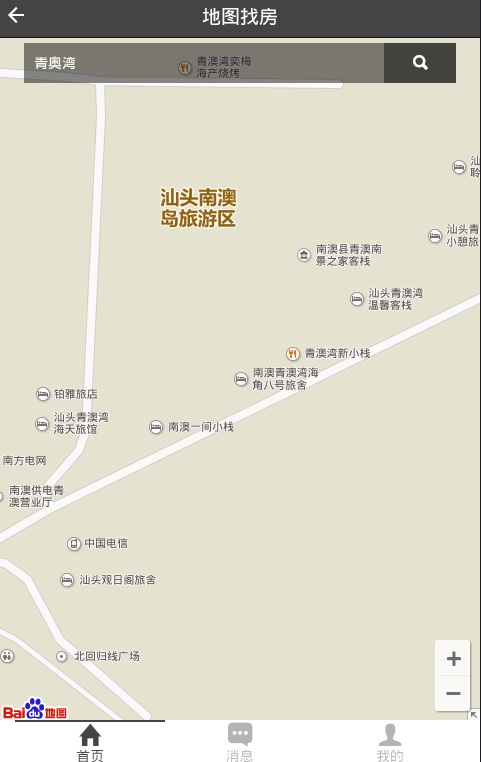 地图找房
青奥湾
青澳湾奕梅
海产烧烤
汕头南澳
岛旅游区
汕
聆
汕头青
小憩旅
南澳县青澳南
景之家客栈
汕头青澳湾
温馨客栈
青澳湾新小栈
南澳青澳湾海
角八号旅舍
铂雅旅店
汕头青澳湾
海天旅馆
南澳一间小栈
南方电网
南澳供电青
澳营业厅
中国电信
汕头观日阁旅舍
北回归线广场
Bai du 地图
首页
消息
我的